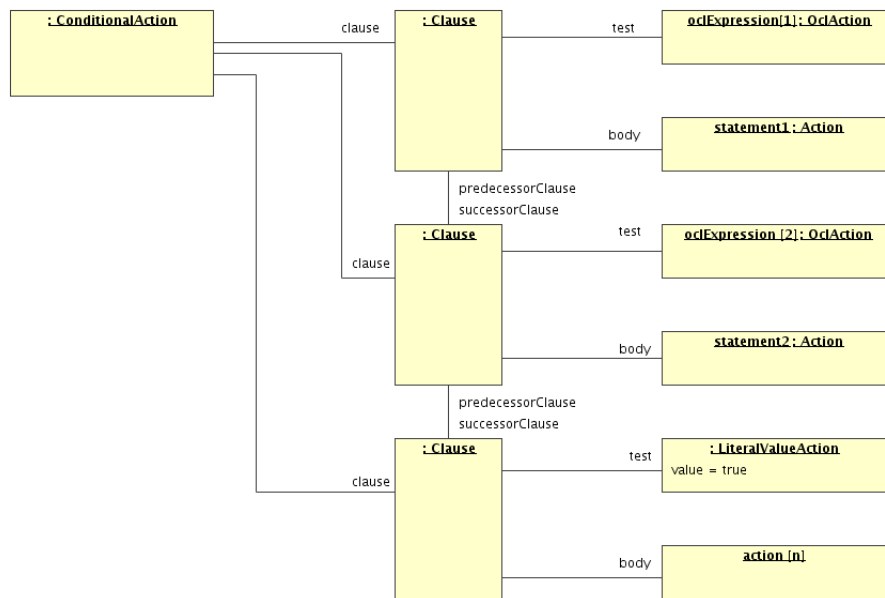 : ConditionalAction
clause
: Clause
test
oclExpression[1] : OclAction
body
statement1 : Action
predecessorClause
successorClause
clause
: Clause
test
oclExpression [2] : OclAction
body
statement2 : Action
predecessorClause
successorClause
clause
: Clause
test
: LiteralValueAction
value = true
body
action [n]